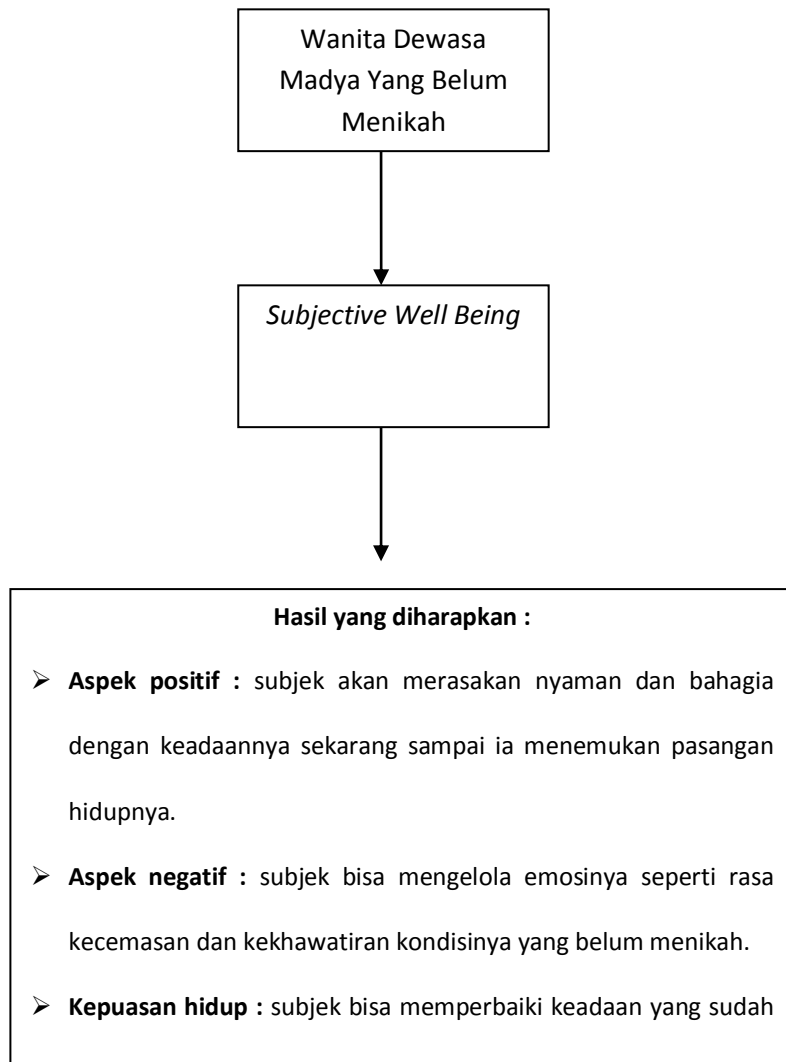 Wanita Dewasa
Madya Yang Belum
Menikah
Subjective Well Being
Hasil yang diharapkan :
➢ Aspek positif : subjek akan merasakan nyaman dan bahagia
dengan keadaannya sekarang sampai ia menemukan pasangan
hidupnya.
➢ Aspek negatif : subjek bisa mengelola emosinya seperti rasa
kecemasan dan kekhawatiran kondisinya yang belum menikah.
➢ Kepuasan hidup : subjek bisa memperbaiki keadaan yang sudah